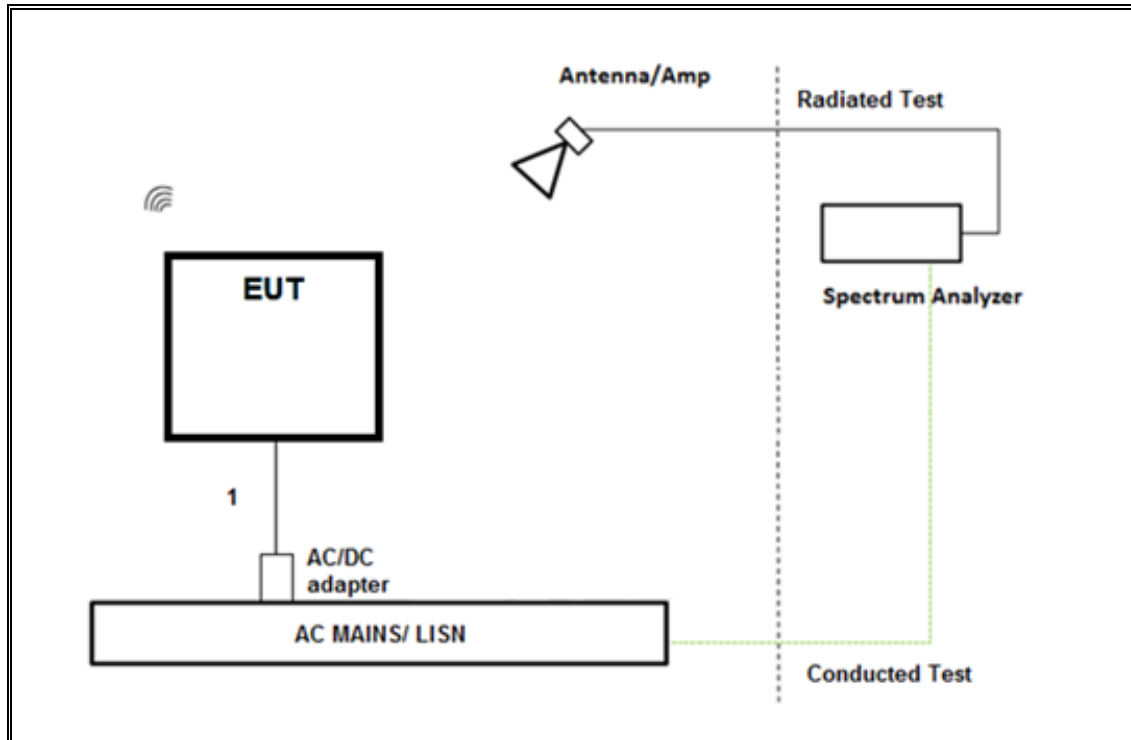 Antenna/Amp
Radiated Test
EUT
Spectrum Analyzer
1
AC/DC
adapter
AC MAINS/ LISN
Conducted Test